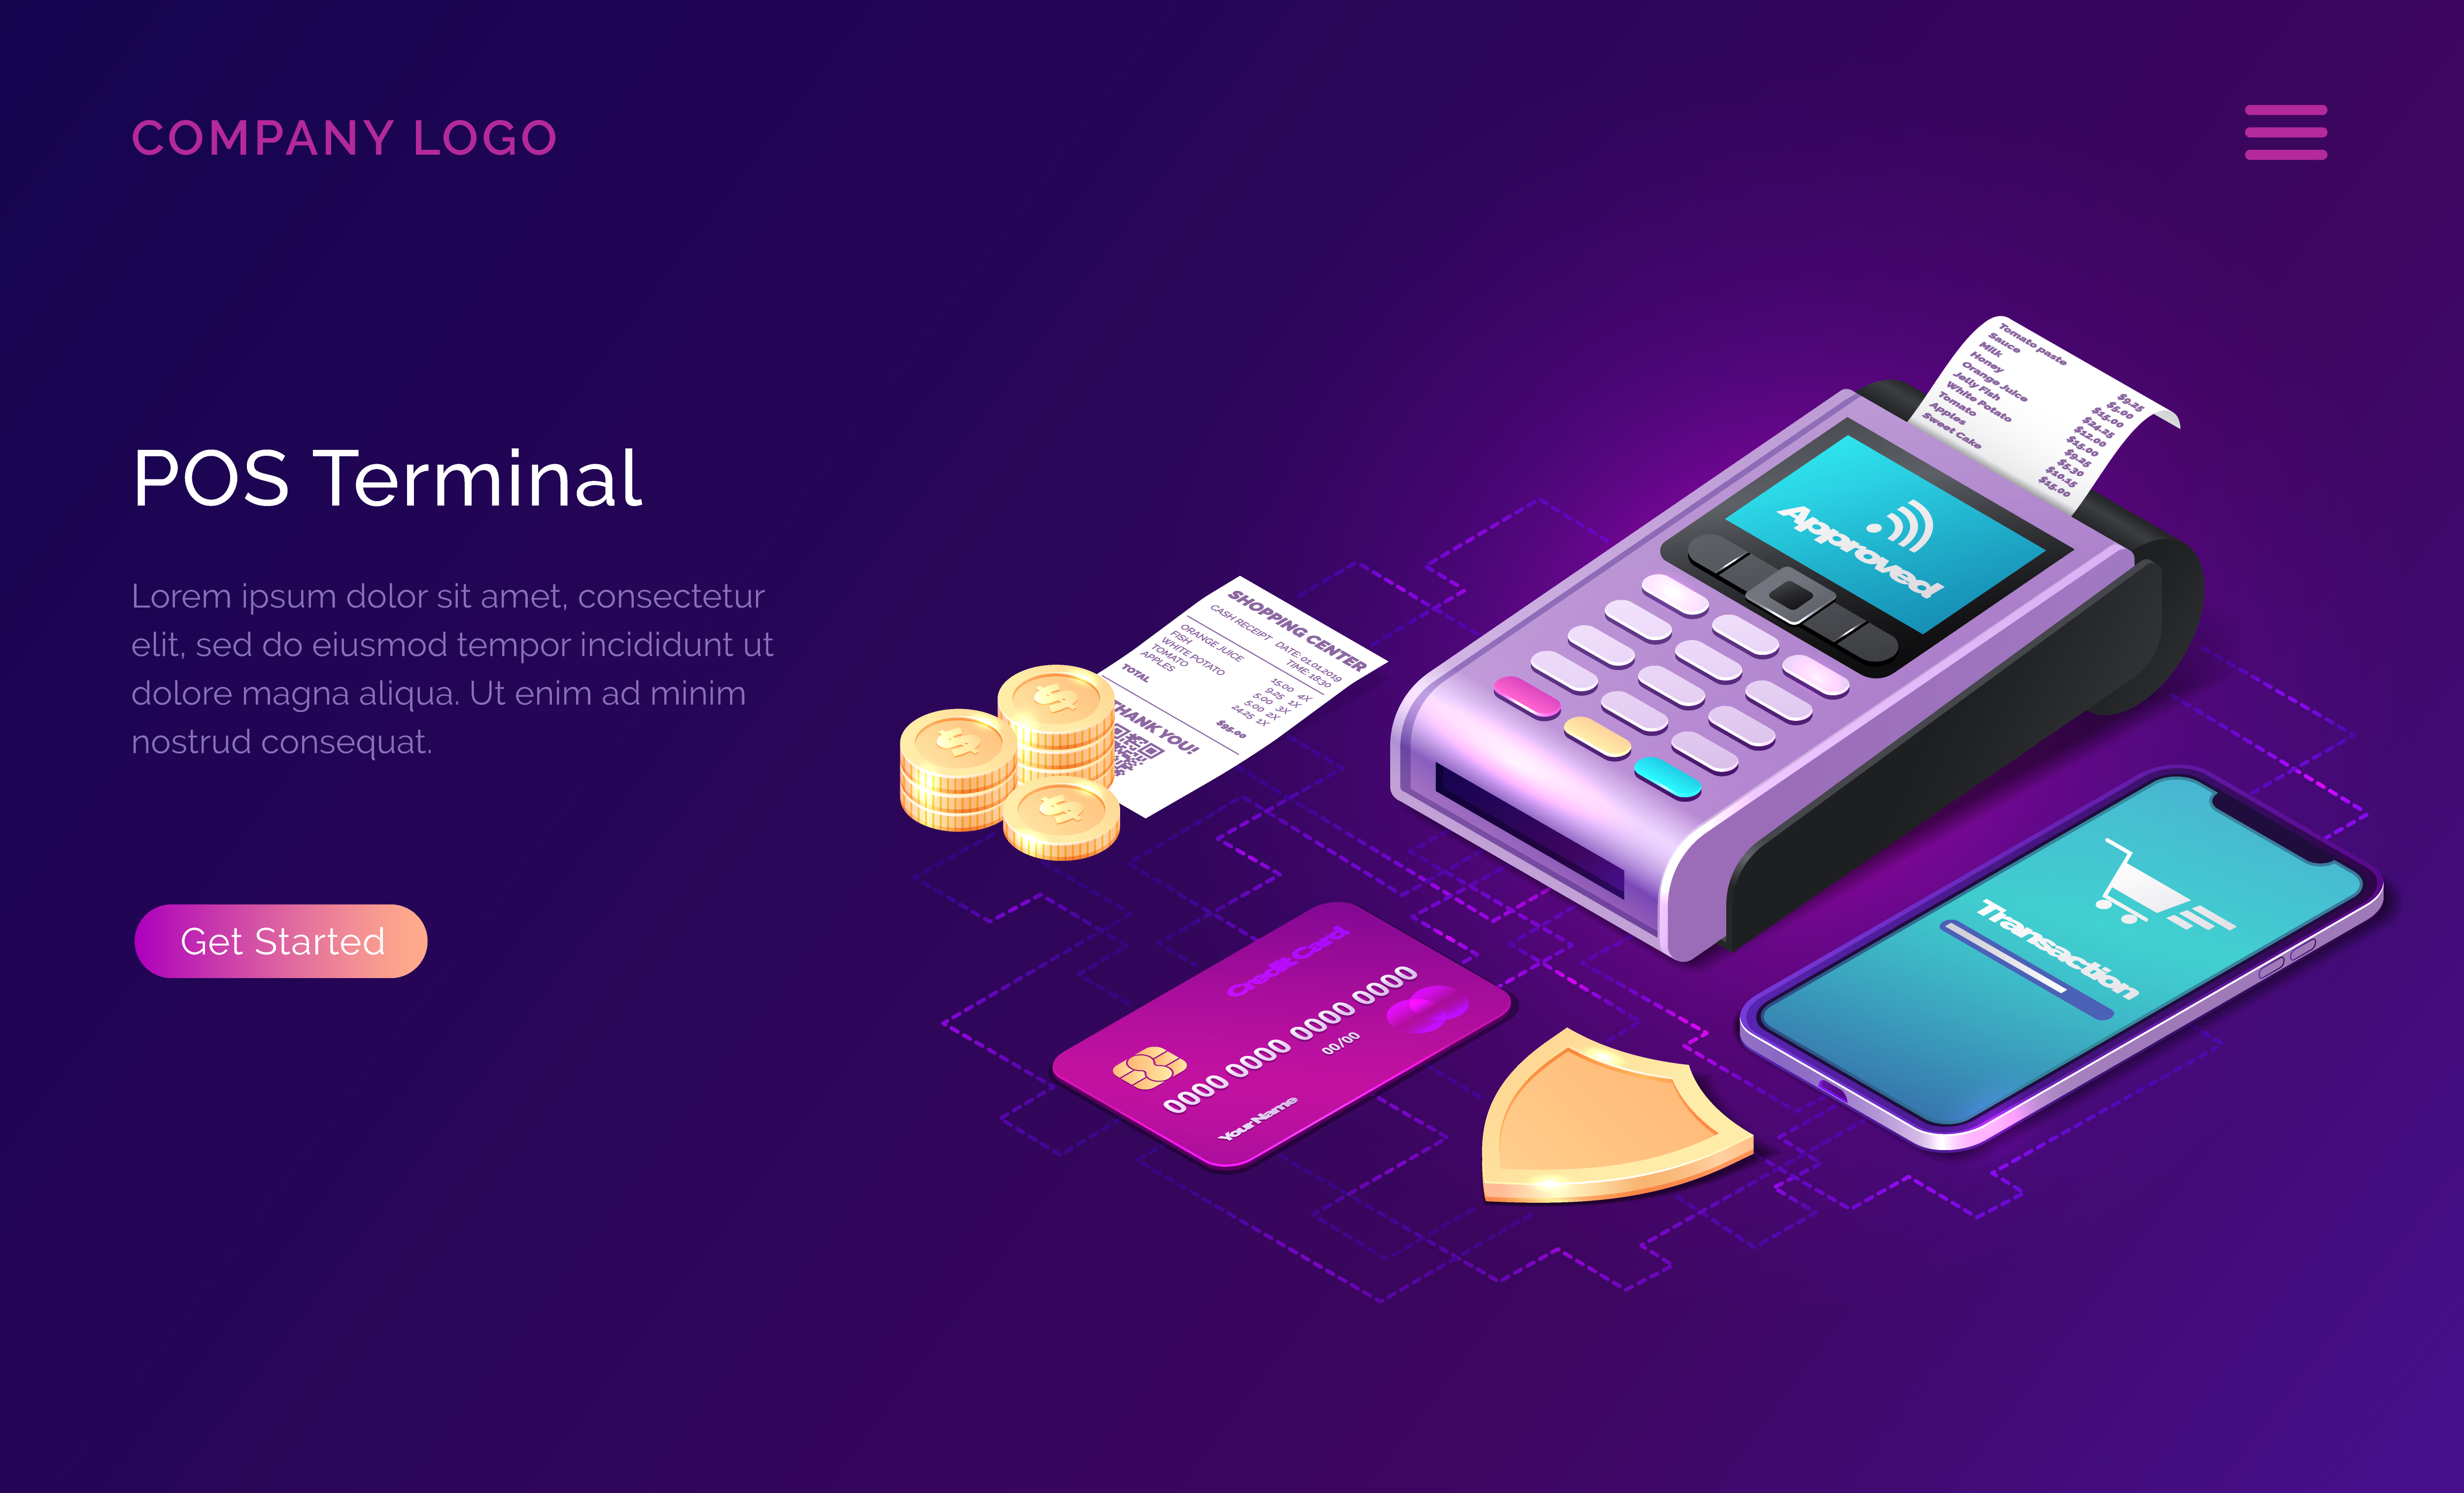 COMPANY LOGO
POS Terminal
Lorem ipsum dolor sit amet, consectetur
elit, sed do eiusmod tempor incididunt ut
dolore magna aliqua. Ut enim ad minim
nostrud consequat.
Get Started
SHOPPING CENTER
CASH RECEIPT DATE: 01.01.2019
TIME: 18:30
ORANGE JUICE 15.00 4X
FISH 9.25 1X
WHITE POTATO 5.00 3X
TOMATO 5.00 2X
APPLES 24.25 1X
TOTAL $95.00
THANK YOU!
Tomato paste $9.25
Sauce $5.00
Milk $15.00
Honey $24.25
Orange Juice $12.00
Jelly Fish $15.00
White Potato $9.25
Tomato $5.30
Apples $10.15
Sweet Cake $15.00
Approved
Credit Card
0000 0000 0000 0000
00/00
Your Name
Transaction